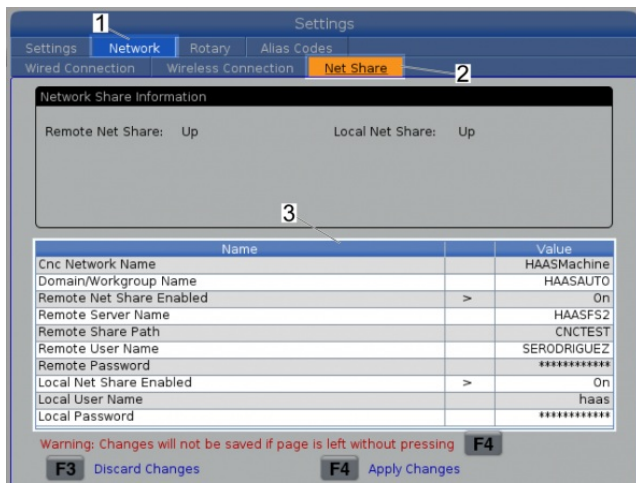 1
Settings
Settings Network Rotary Alias Codes
Wired Connection Wireless Connection Net Share 2
Network Share Information
Remote Net Share: Up Local Net Share: Up
3
Name Value
Cnc Network Name HAASMachine
Domain/Workgroup Name HAASAUTO
Remote Net Share Enabled > On
Remote Server Name HAASFS2
Remote Share Path CNCTEST
Remote User Name SERODRIGUEZ
Remote Password ************
Local Net Share Enabled > On
Local User Name haas
Local Password ************
Warning: Changes will not be saved if page is left without pressing F4
F3 Discard Changes F4 Apply Changes